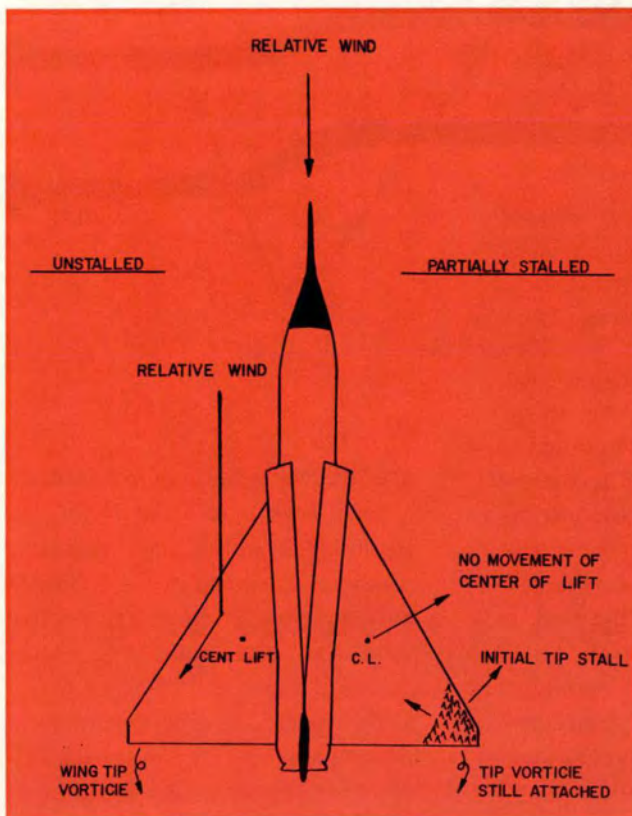 RELATIVE WIND
UNSTALLED
PARTIALLY STALLED
RELATIVE WIND
NO MOVEMENT OF
CENTER OF LIFT
CENT LIFT
C.L.
INITIAL TIP STALL
WING TIP
VORTICIE
TIP VORTICIE
STILL ATTACHED